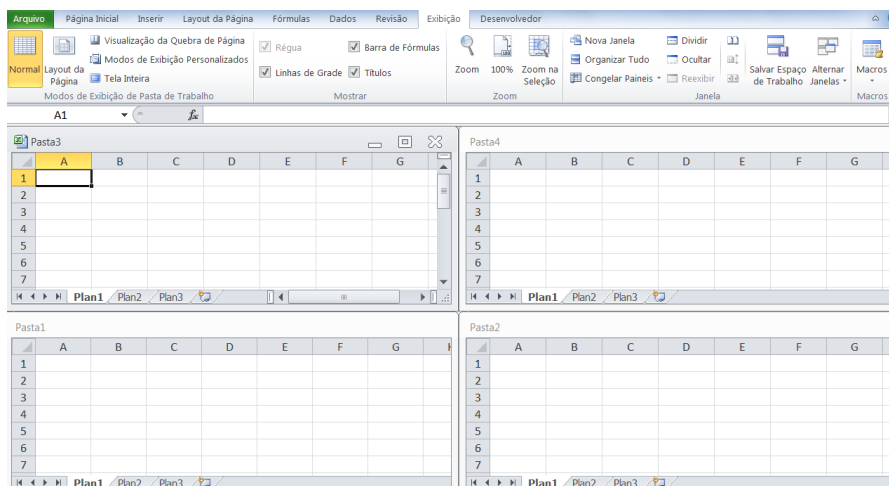 Arquivo Página Inicial Inserir Layout da Página Fórmulas Dados Revisão Exibição Desenvolvedor
Normal
Layout da Página
Visualização da Quebra de Página
Modos de Exibição Personalizados
Tela Inteira
Modos de Exibição de Pasta de Trabalho
Régua
Barra de Fórmulas
Linhas de Grade
Títulos
Mostrar
Zoom
100%
Zoom na Seleção
Zoom
Nova Janela
Organizar Tudo
Congelar Paineis
Dividir
Ocultar
Reexibir
Salvar Espaço de Trabalho
Alternar Janelas
Janela
Macros
Macros
A1 fx
Pasta3
A B C D E F G
1
2
3
4
5
6
7
Plan1 Plan2 Plan3
Pasta4
A B C D E F G
1
2
3
4
5
6
7
Plan1 Plan2 Plan3
Pasta1
A B C D E F G
1
2
3
4
5
6
7
Plan1 Plan2 Plan3
Pasta2
A B C D E F G
1
2
3
4
5
6
7
Plan1 Plan2 Plan3